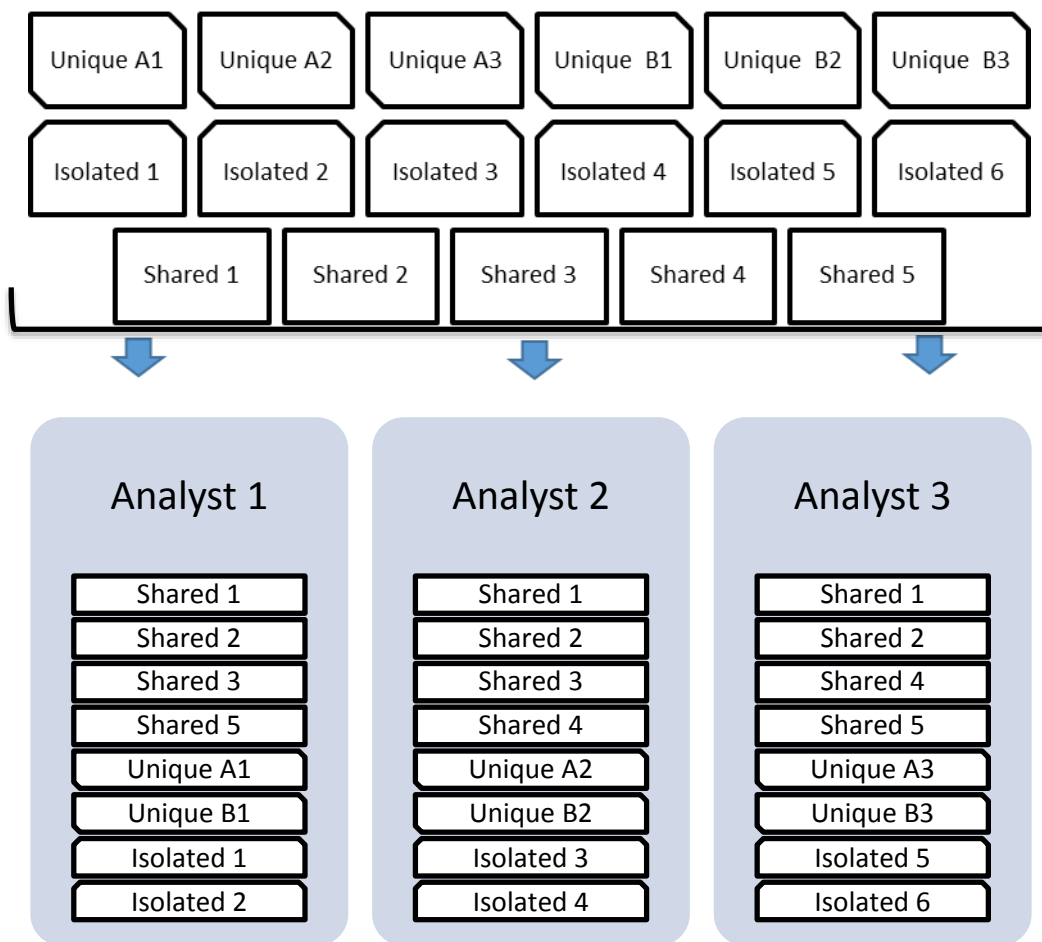 Unique A1
Unique A2
Unique A3
Unique  B1
Unique  B2
Unique  B3
Isolated 1
Isolated 2
Isolated 3
Isolated 4
Isolated 5
Isolated 6
Shared 1
Shared 2
Shared 3
Shared 4
Shared 5
Analyst 1
Shared 1
Shared 2
Shared 3
Shared 5
Unique A1
Unique B1
Isolated 1
Isolated 2
Analyst 2
Shared 1
Shared 2
Shared 3
Shared 4
Unique A2
Unique B2
Isolated 3
Isolated 4
Analyst 3
Shared 1
Shared 2
Shared 4
Shared 5
Unique A3
Unique B3
Isolated 5
Isolated 6